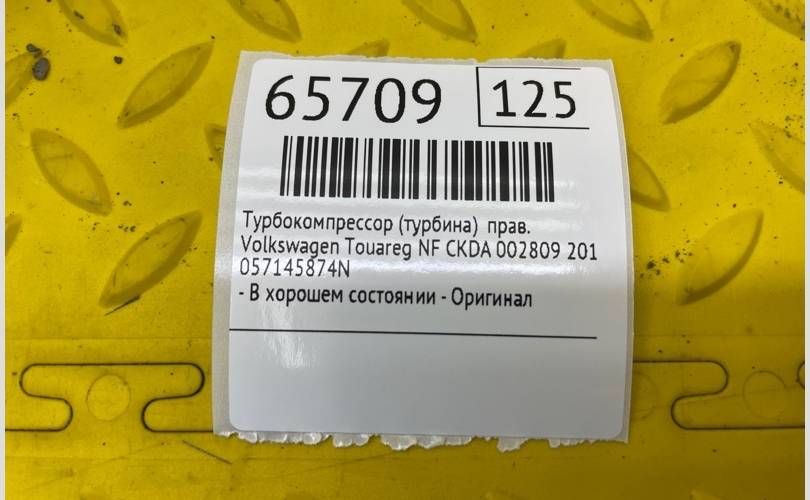 65709
125
Турбокомпрессор (турбина) прав.
Volkswagen Touareg NF CKDA 002809 201
057145874N
- В хорошем состоянии - Оригинал